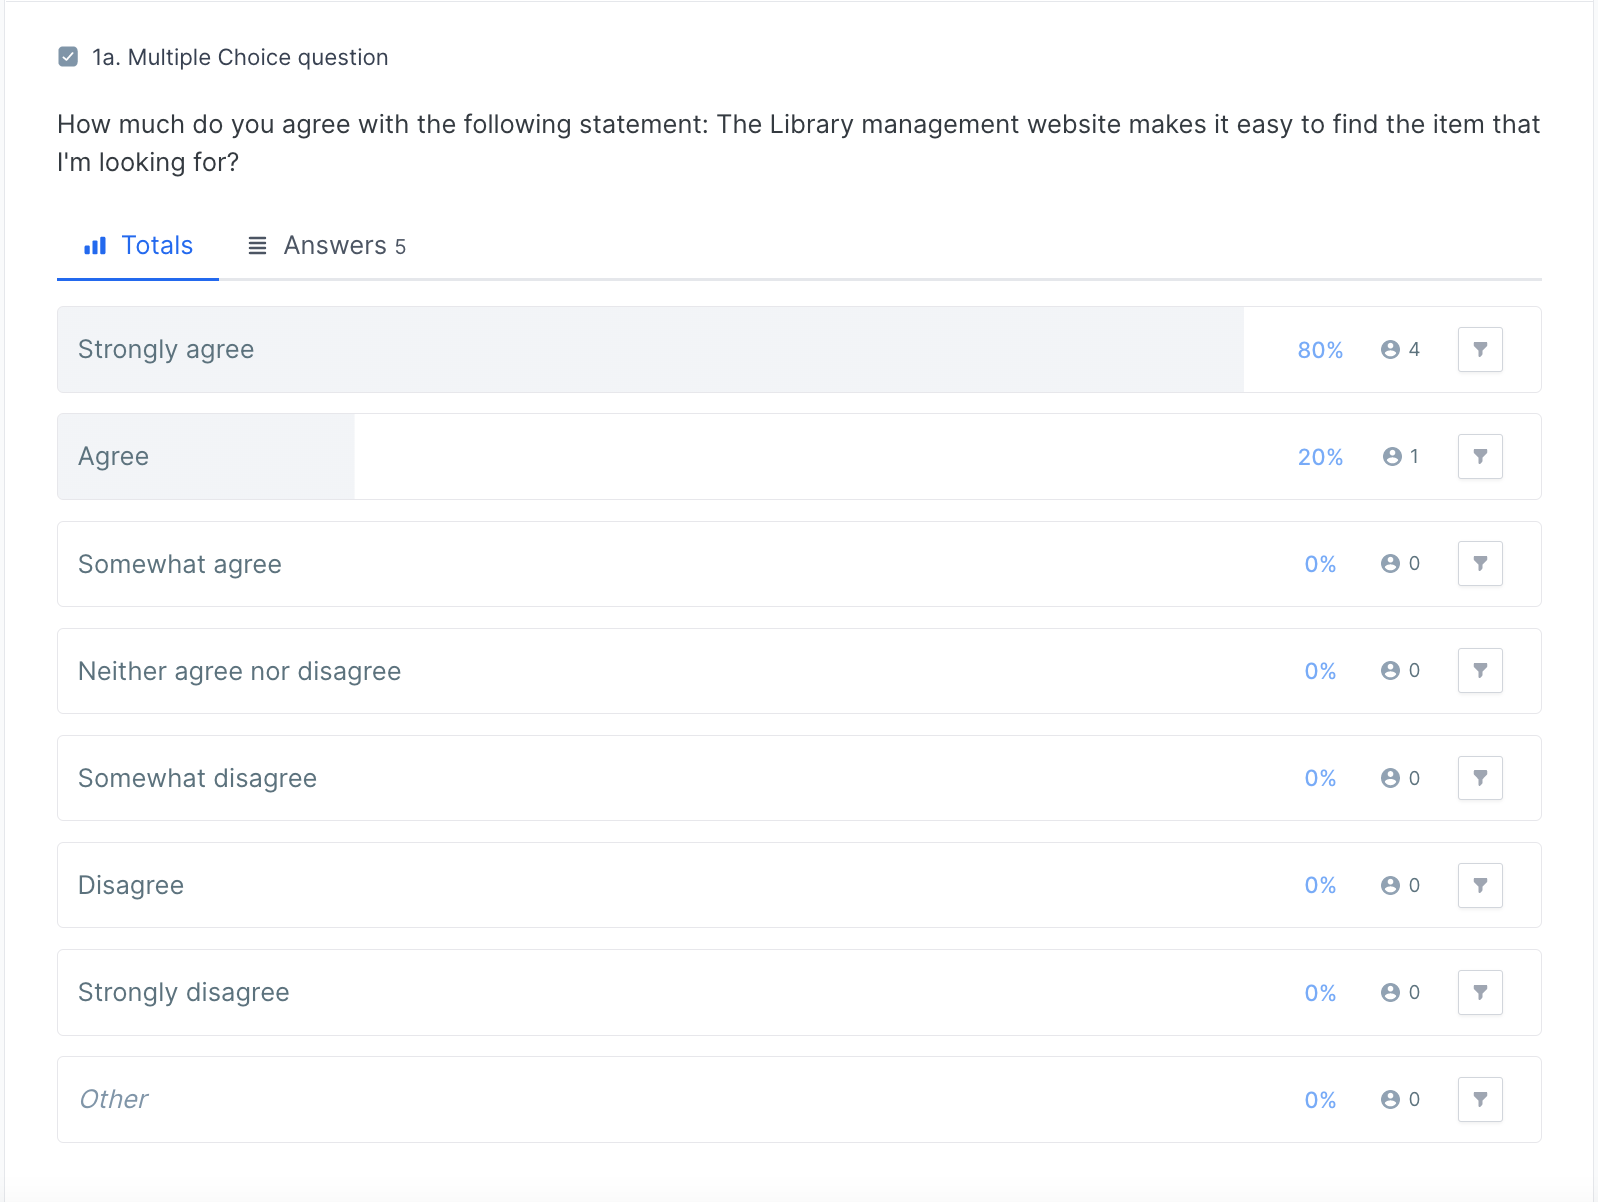 1a. Multiple Choice question
How much do you agree with the following statement: The Library management website makes it easy to find the item that
I'm looking for?
Totals Answers 5
Strongly agree 80% 4
Agree 20% 1
Somewhat agree 0% 0
Neither agree nor disagree 0% 0
Somewhat disagree 0% 0
Disagree 0% 0
Strongly disagree 0% 0
Other 0% 0